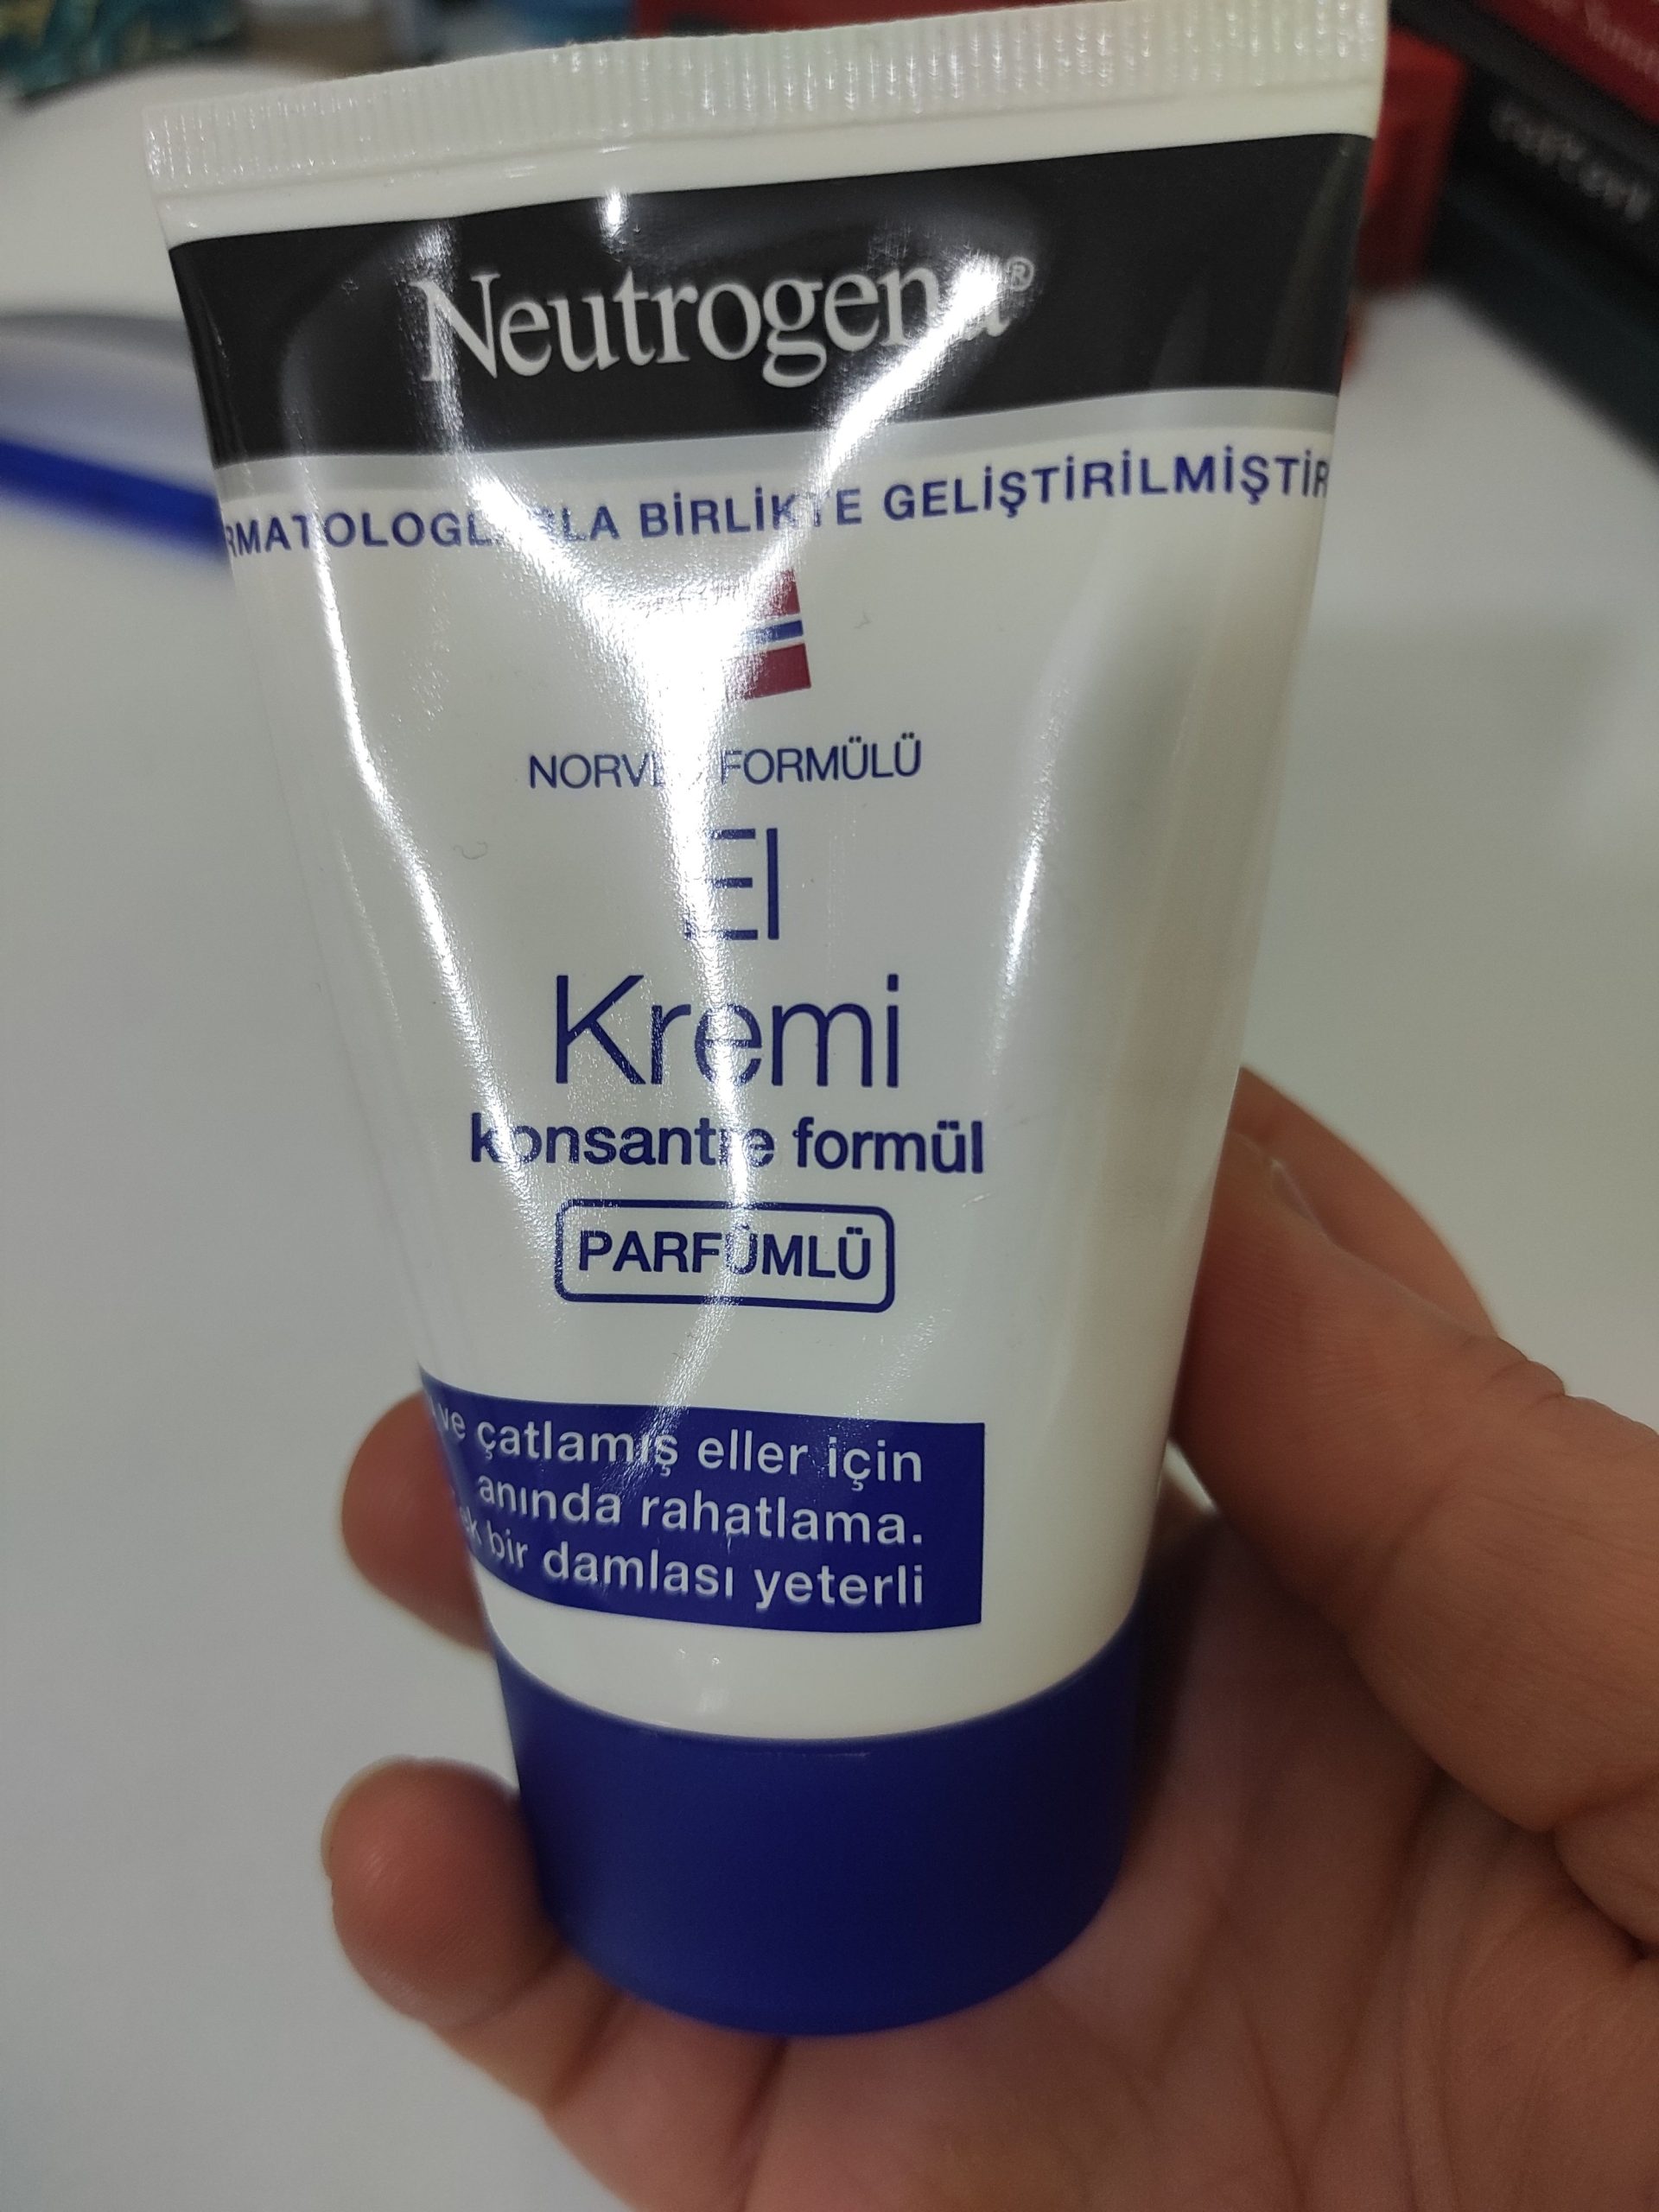 Neutrogena®
BİRLİKTE GELİŞTİRİLMİŞTİR
FORMÜLÜ
El
Kremi
konsantre formül
PARFÜMLÜ
ve çatlamış eller için
anında rahatlama.
bir damlası yeterli